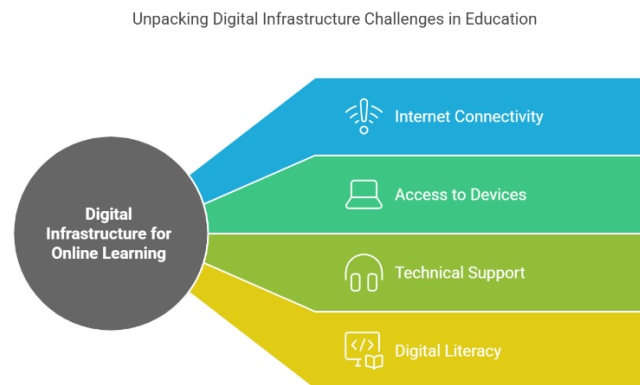 Unpacking Digital Infrastructure Challenges in Education
Digital
Infrastructure for
Online Learning
Internet Connectivity
Access to Devices
Technical Support
</>
Digital Literacy